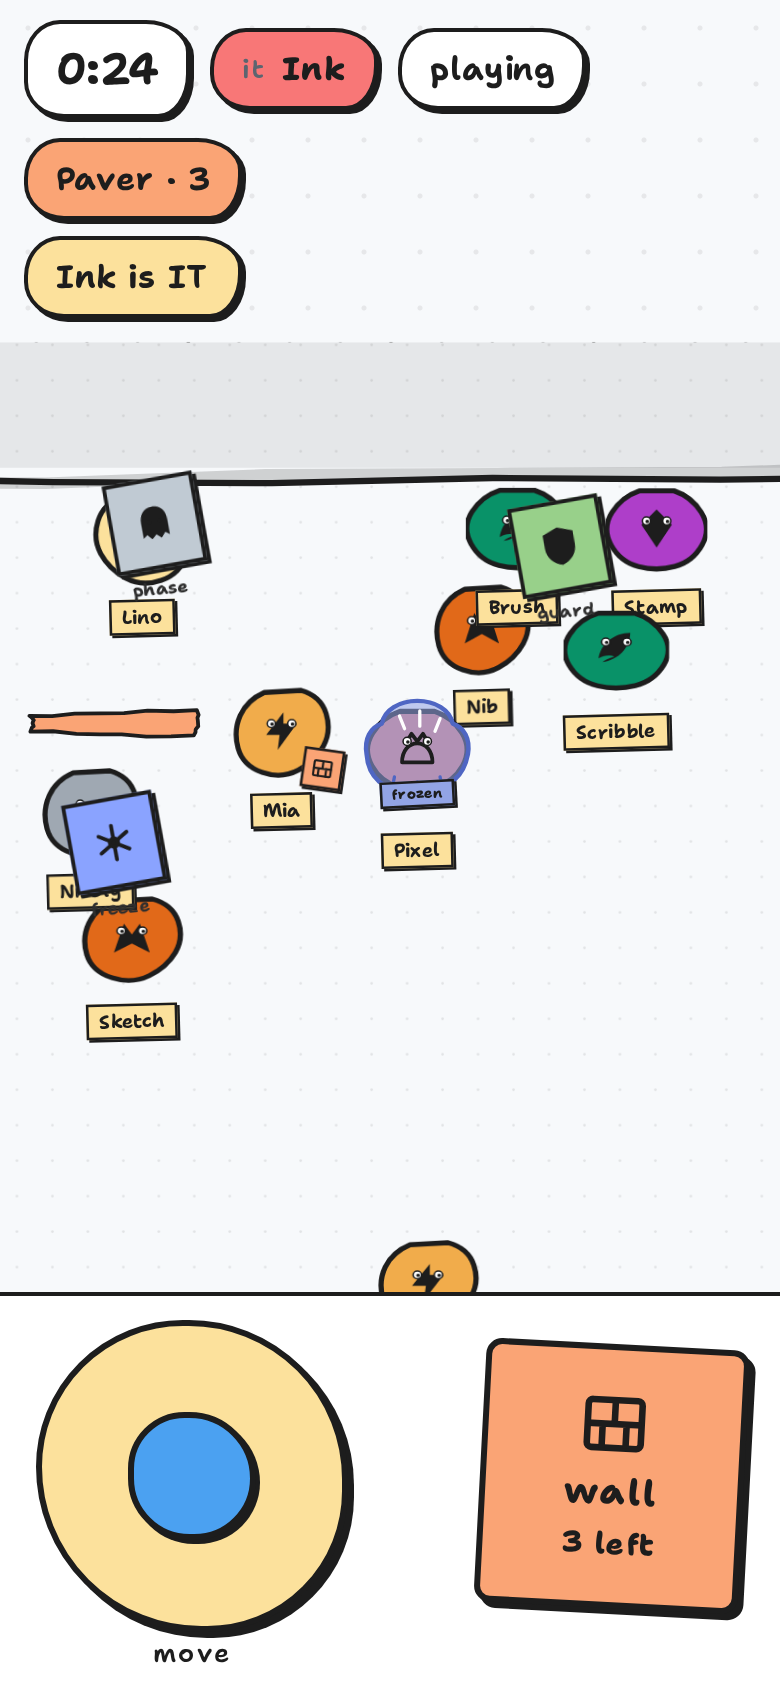 0:24 it Ink playing
Paver · 3
Ink is IT
phase
Lino
Brush
guard
Stamp
Nib
Scribble
Mia
frozen
Pixel
freeze
Sketch
wall
3 left
move